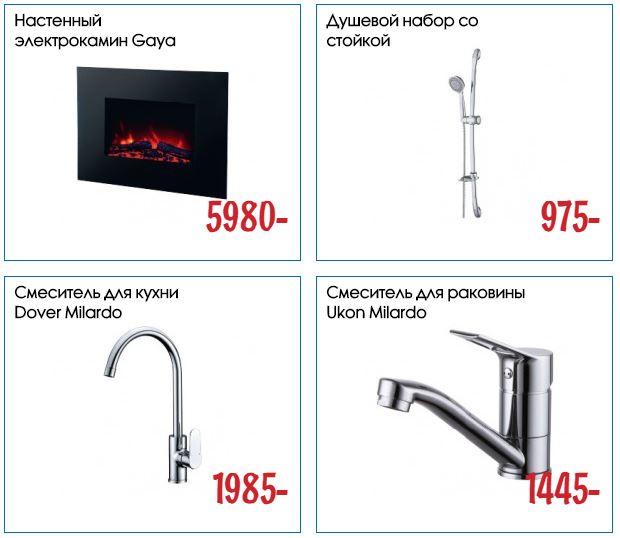 Настенный
электрокамин Gaya
5980-
Душевой набор со
стойкой
975-
Смеситель для кухни
Dover Milardo
1985-
Смеситель для раковины
Ukon Milardo
1445-